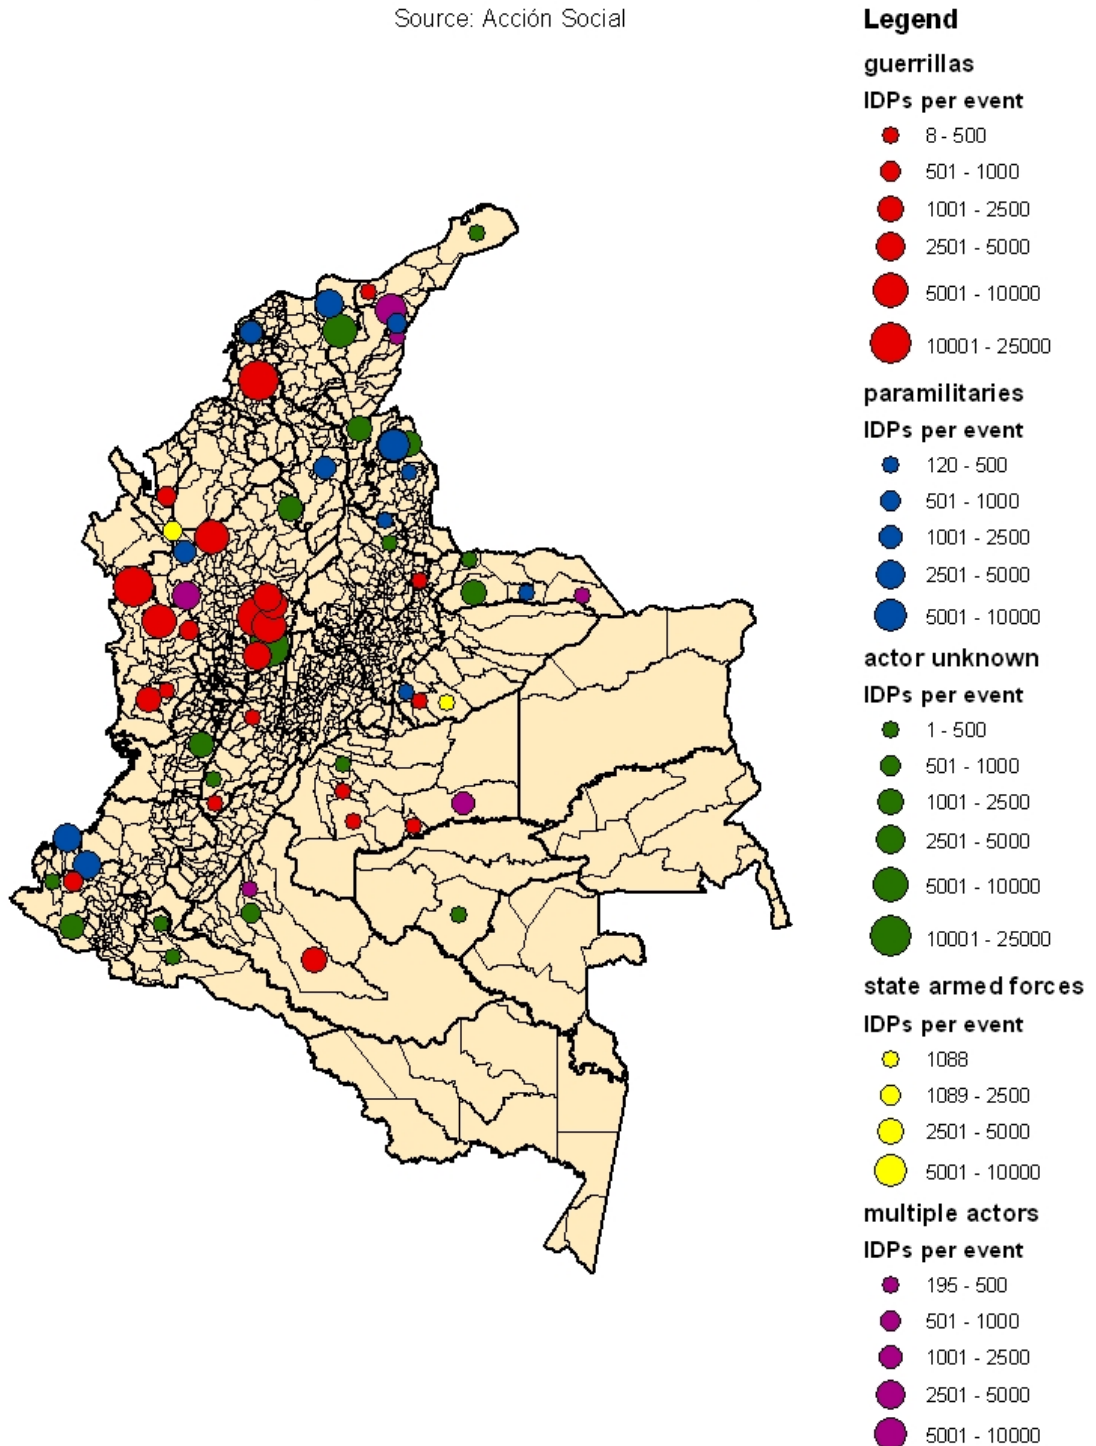 Source: Acción Social
Legend
guerrillas
IDPs per event
8 - 500
501 - 1000
1001 - 2500
2501 - 5000
5001 - 10000
10001 - 25000
paramilitaries
IDPs per event
120 - 500
501 - 1000
1001 - 2500
2501 - 5000
5001 - 10000
actor unknown
IDPs per event
1 - 500
501 - 1000
1001 - 2500
2501 - 5000
5001 - 10000
10001 - 25000
state armed forces
IDPs per event
1088
1089 - 2500
2501 - 5000
5001 - 10000
multiple actors
IDPs per event
195 - 500
501 - 1000
1001 - 2500
2501 - 5000
5001 - 10000